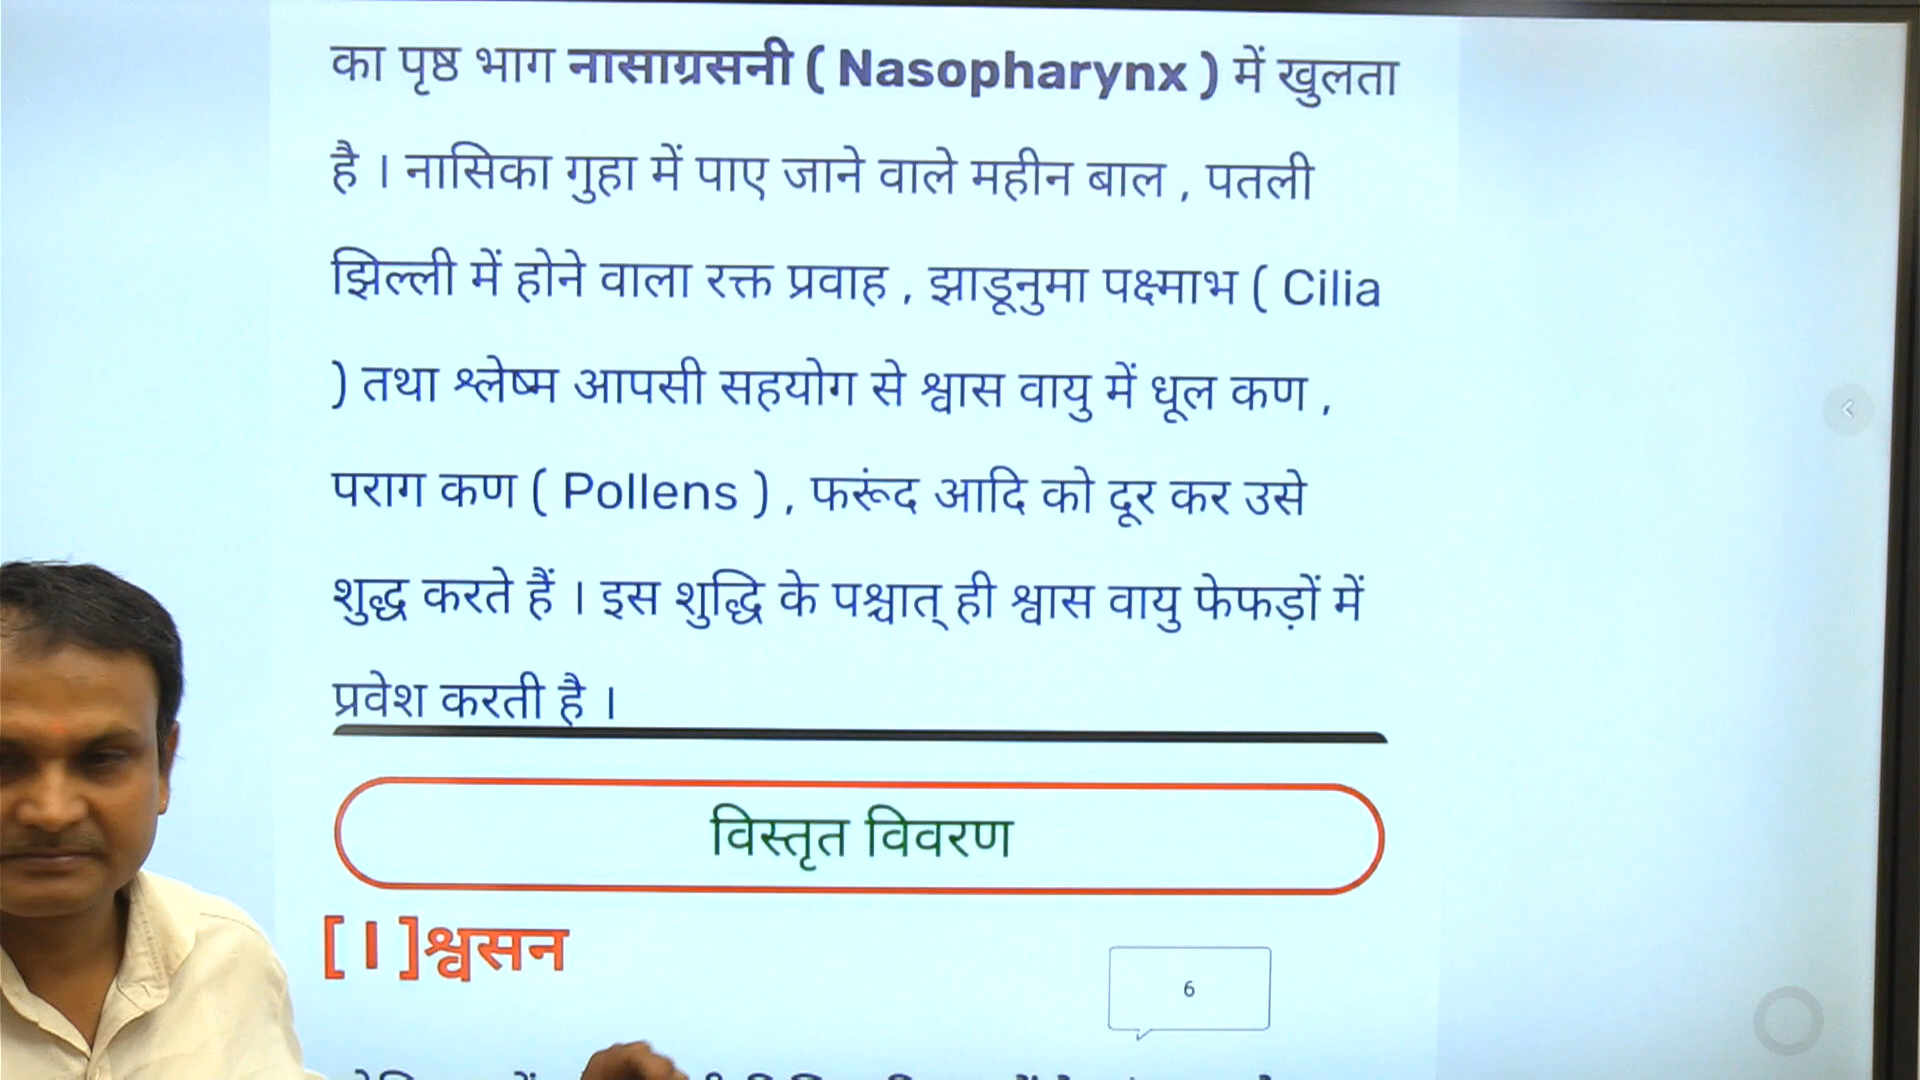 का पृष्ठ भाग नासाग्रसनी ( Nasopharynx ) में खुलता
है । नासिका गुहा में पाए जाने वाले महीन बाल , पतली
झिल्ली में होने वाला रक्त प्रवाह , झाडूनुमा पक्ष्माभ ( Cilia
) तथा श्लेष्म आपसी सहयोग से श्वास वायु में धूल कण ,
पराग कण ( Pollens ) , फरूंद आदि को दूर कर उसे
शुद्ध करते हैं । इस शुद्धि के पश्चात् ही श्वास वायु फेफड़ों में
प्रवेश करती है ।
विस्तृत विवरण
[ I ]श्वसन
6